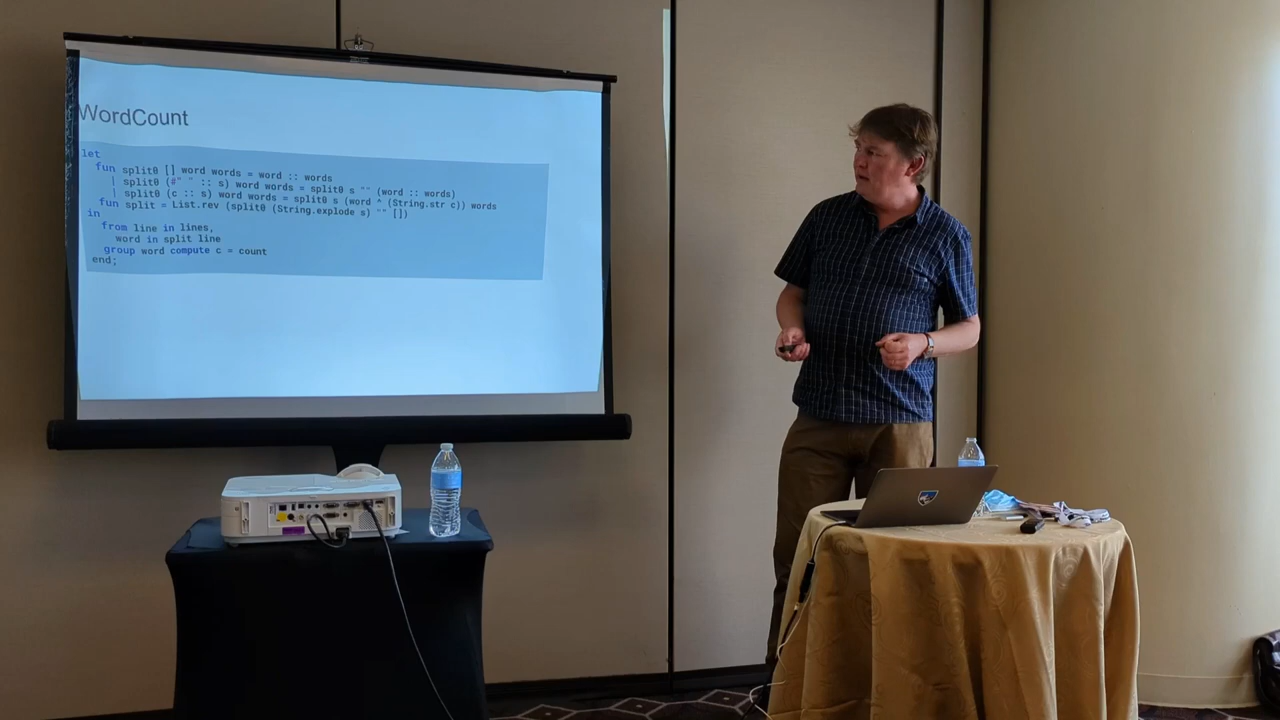 WordCount
let
fun split0 [] word words = word :: words
| split0 (#" " :: s) word words = split0 s "" (word :: words)
| split0 (c :: s) word words = split0 s (word ^ (String.str c)) words
fun split = List.rev (split0 (String.explode s) "" [])
in
from line in lines,
word in split line
group word compute c = count
end;